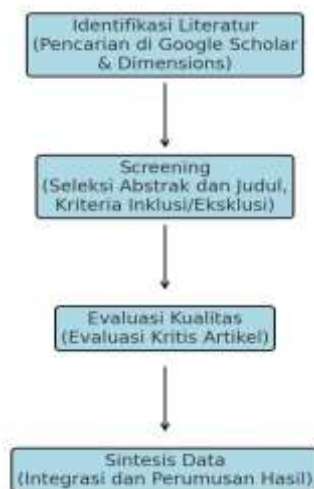 Identifikasi Literatur
(Pencarian di Google Scholar
& Dimensions)
Screening
(Seleksi Abstrak dan Judul,
Kriteria Inklusi/Eksklusi)
Evaluasi Kualitas
(Evaluasi Kritis Artikel)
Sintesis Data
(Integrasi dan Perumusan Hasil)